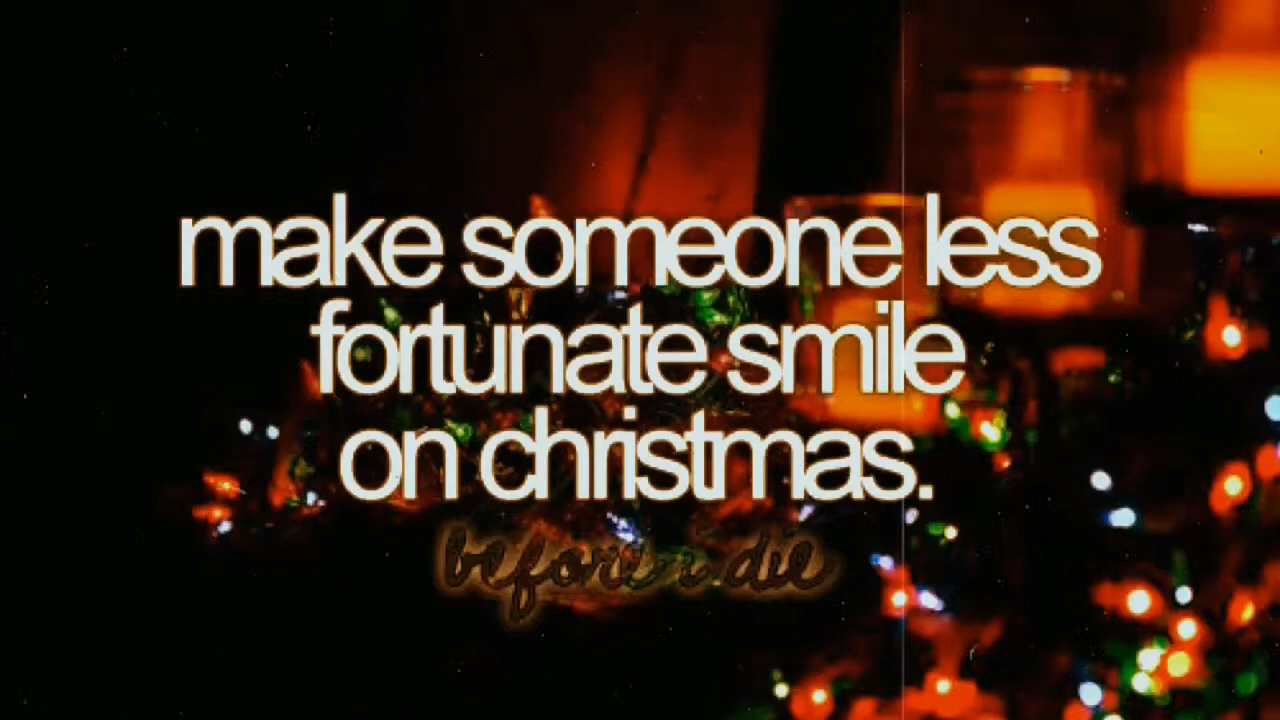 make someone less
fortunate smile
on christmas.
before i die